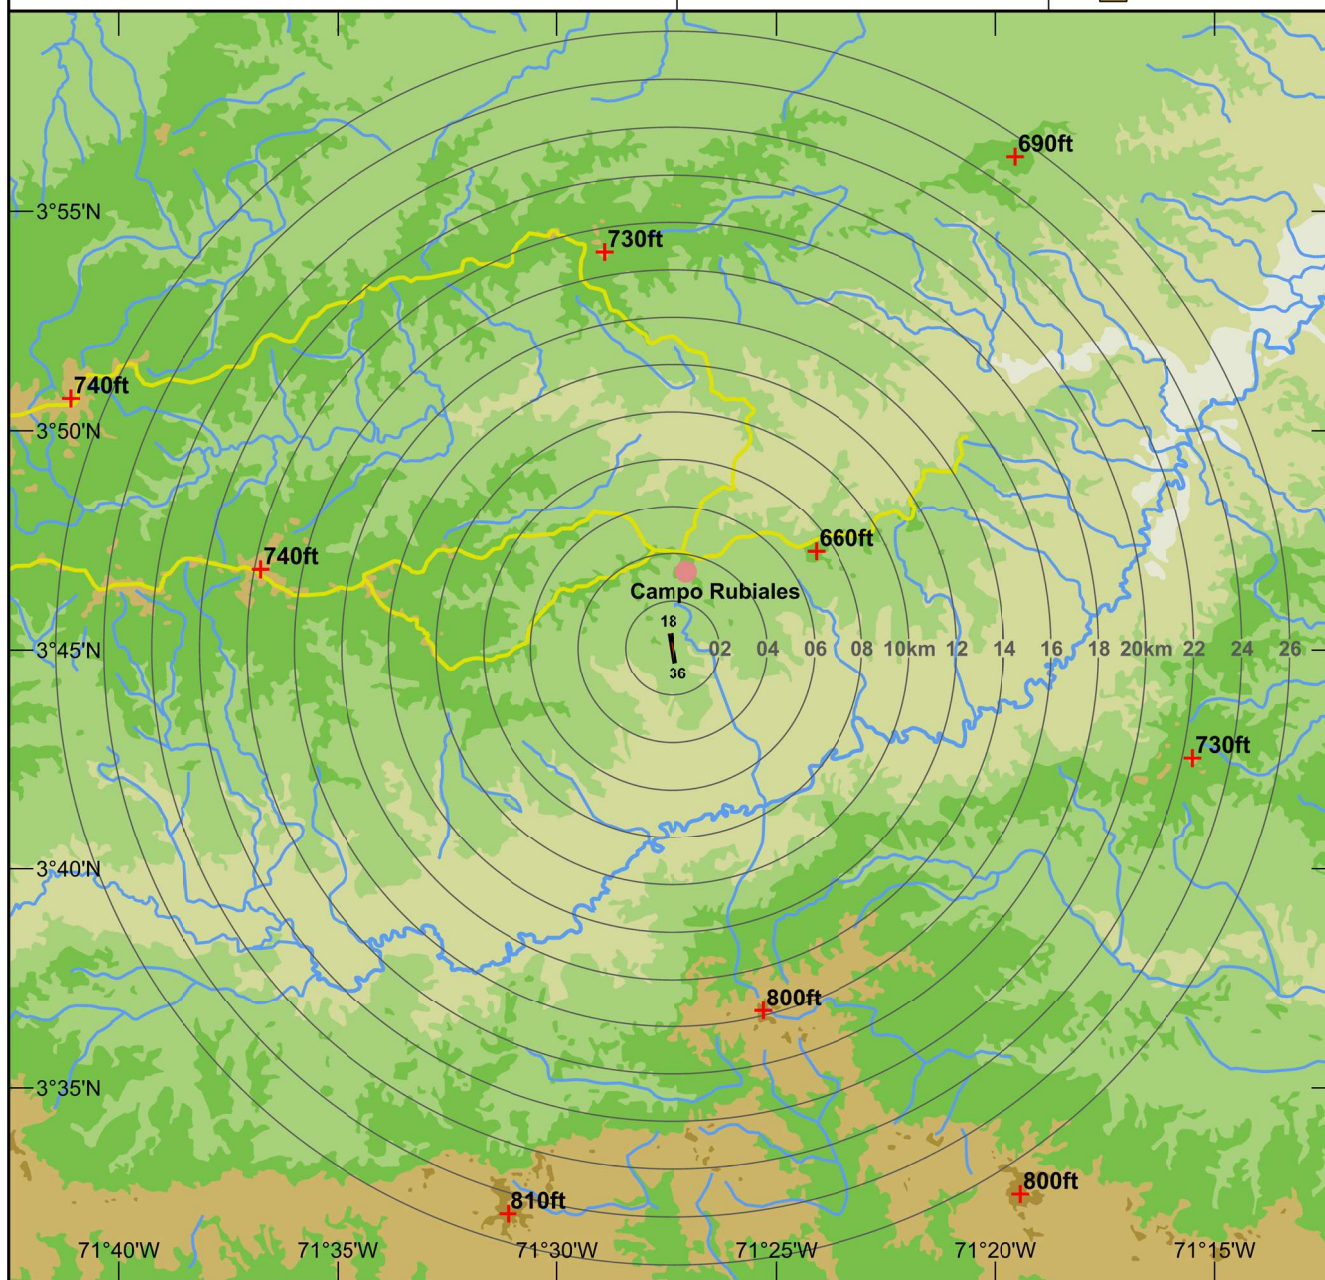 690ft
3°55'N
730ft
740ft
3°50'N
660ft
740ft
Campo Rubiales
18
3°45'N
02 04 06 08 10km 12 14 16 18 20km 22 24 26
36
730ft
3°40'N
800ft
3°35'N
800ft
810ft
71°40'W 71°35'W 71°30'W 71°25'W 71°20'W 71°15'W